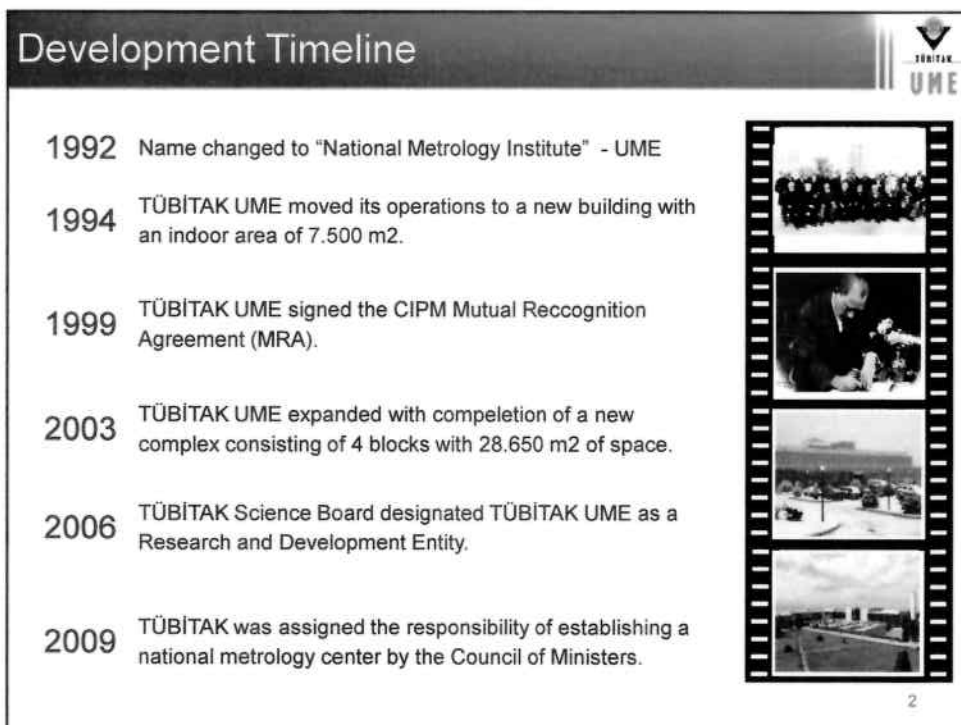 Development Timeline
TÜBİTAK
UME
1992 Name changed to "National Metrology Institute" - UME
1994 TÜBİTAK UME moved its operations to a new building with
an indoor area of 7.500 m2.
1999 TÜBİTAK UME signed the CIPM Mutual Reccognition
Agreement (MRA).
2003 TÜBİTAK UME expanded with compeletion of a new
complex consisting of 4 blocks with 28.650 m2 of space.
2006 TÜBİTAK Science Board designated TÜBİTAK UME as a
Research and Development Entity.
2009 TÜBİTAK was assigned the responsibility of establishing a
national metrology center by the Council of Ministers.
2